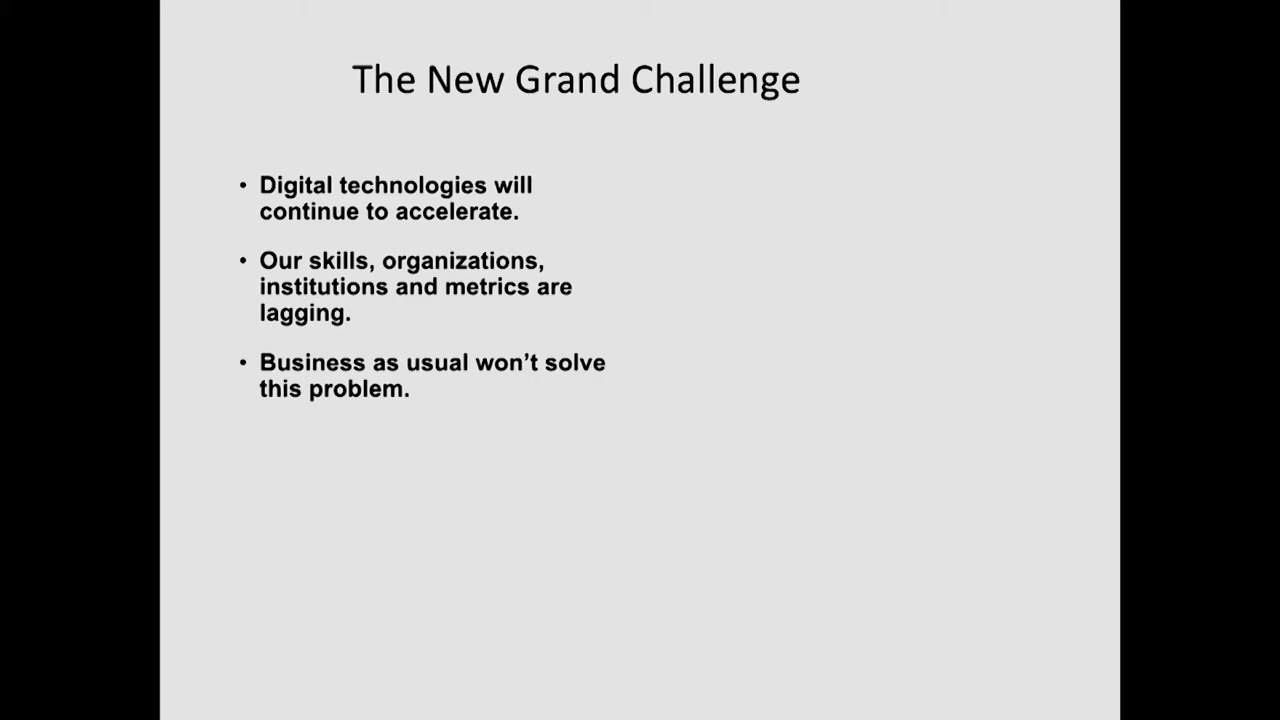 The New Grand Challenge
• Digital technologies will
continue to accelerate.
• Our skills, organizations,
institutions and metrics are
lagging.
• Business as usual won’t solve
this problem.